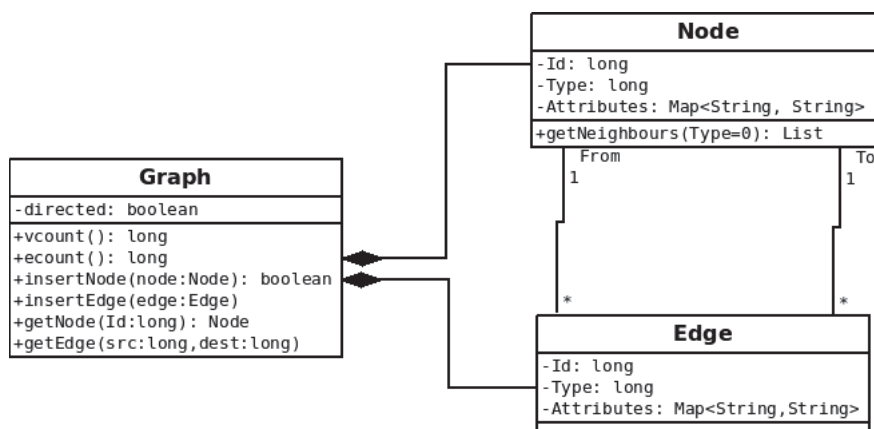 Node
-Id: long
-Type: long
-Attributes: Map<String, String>
+getNeighbours(Type=0): List
From
1
To
1
Graph
-directed: boolean
+vcount(): long
+ecount(): long
+insertNode(node:Node): boolean
+insertEdge(edge:Edge)
+getNode(Id:long): Node
+getEdge(src:long,dest:long)
*
*
Edge
-Id: long
-Type: long
-Attributes: Map<String,String>